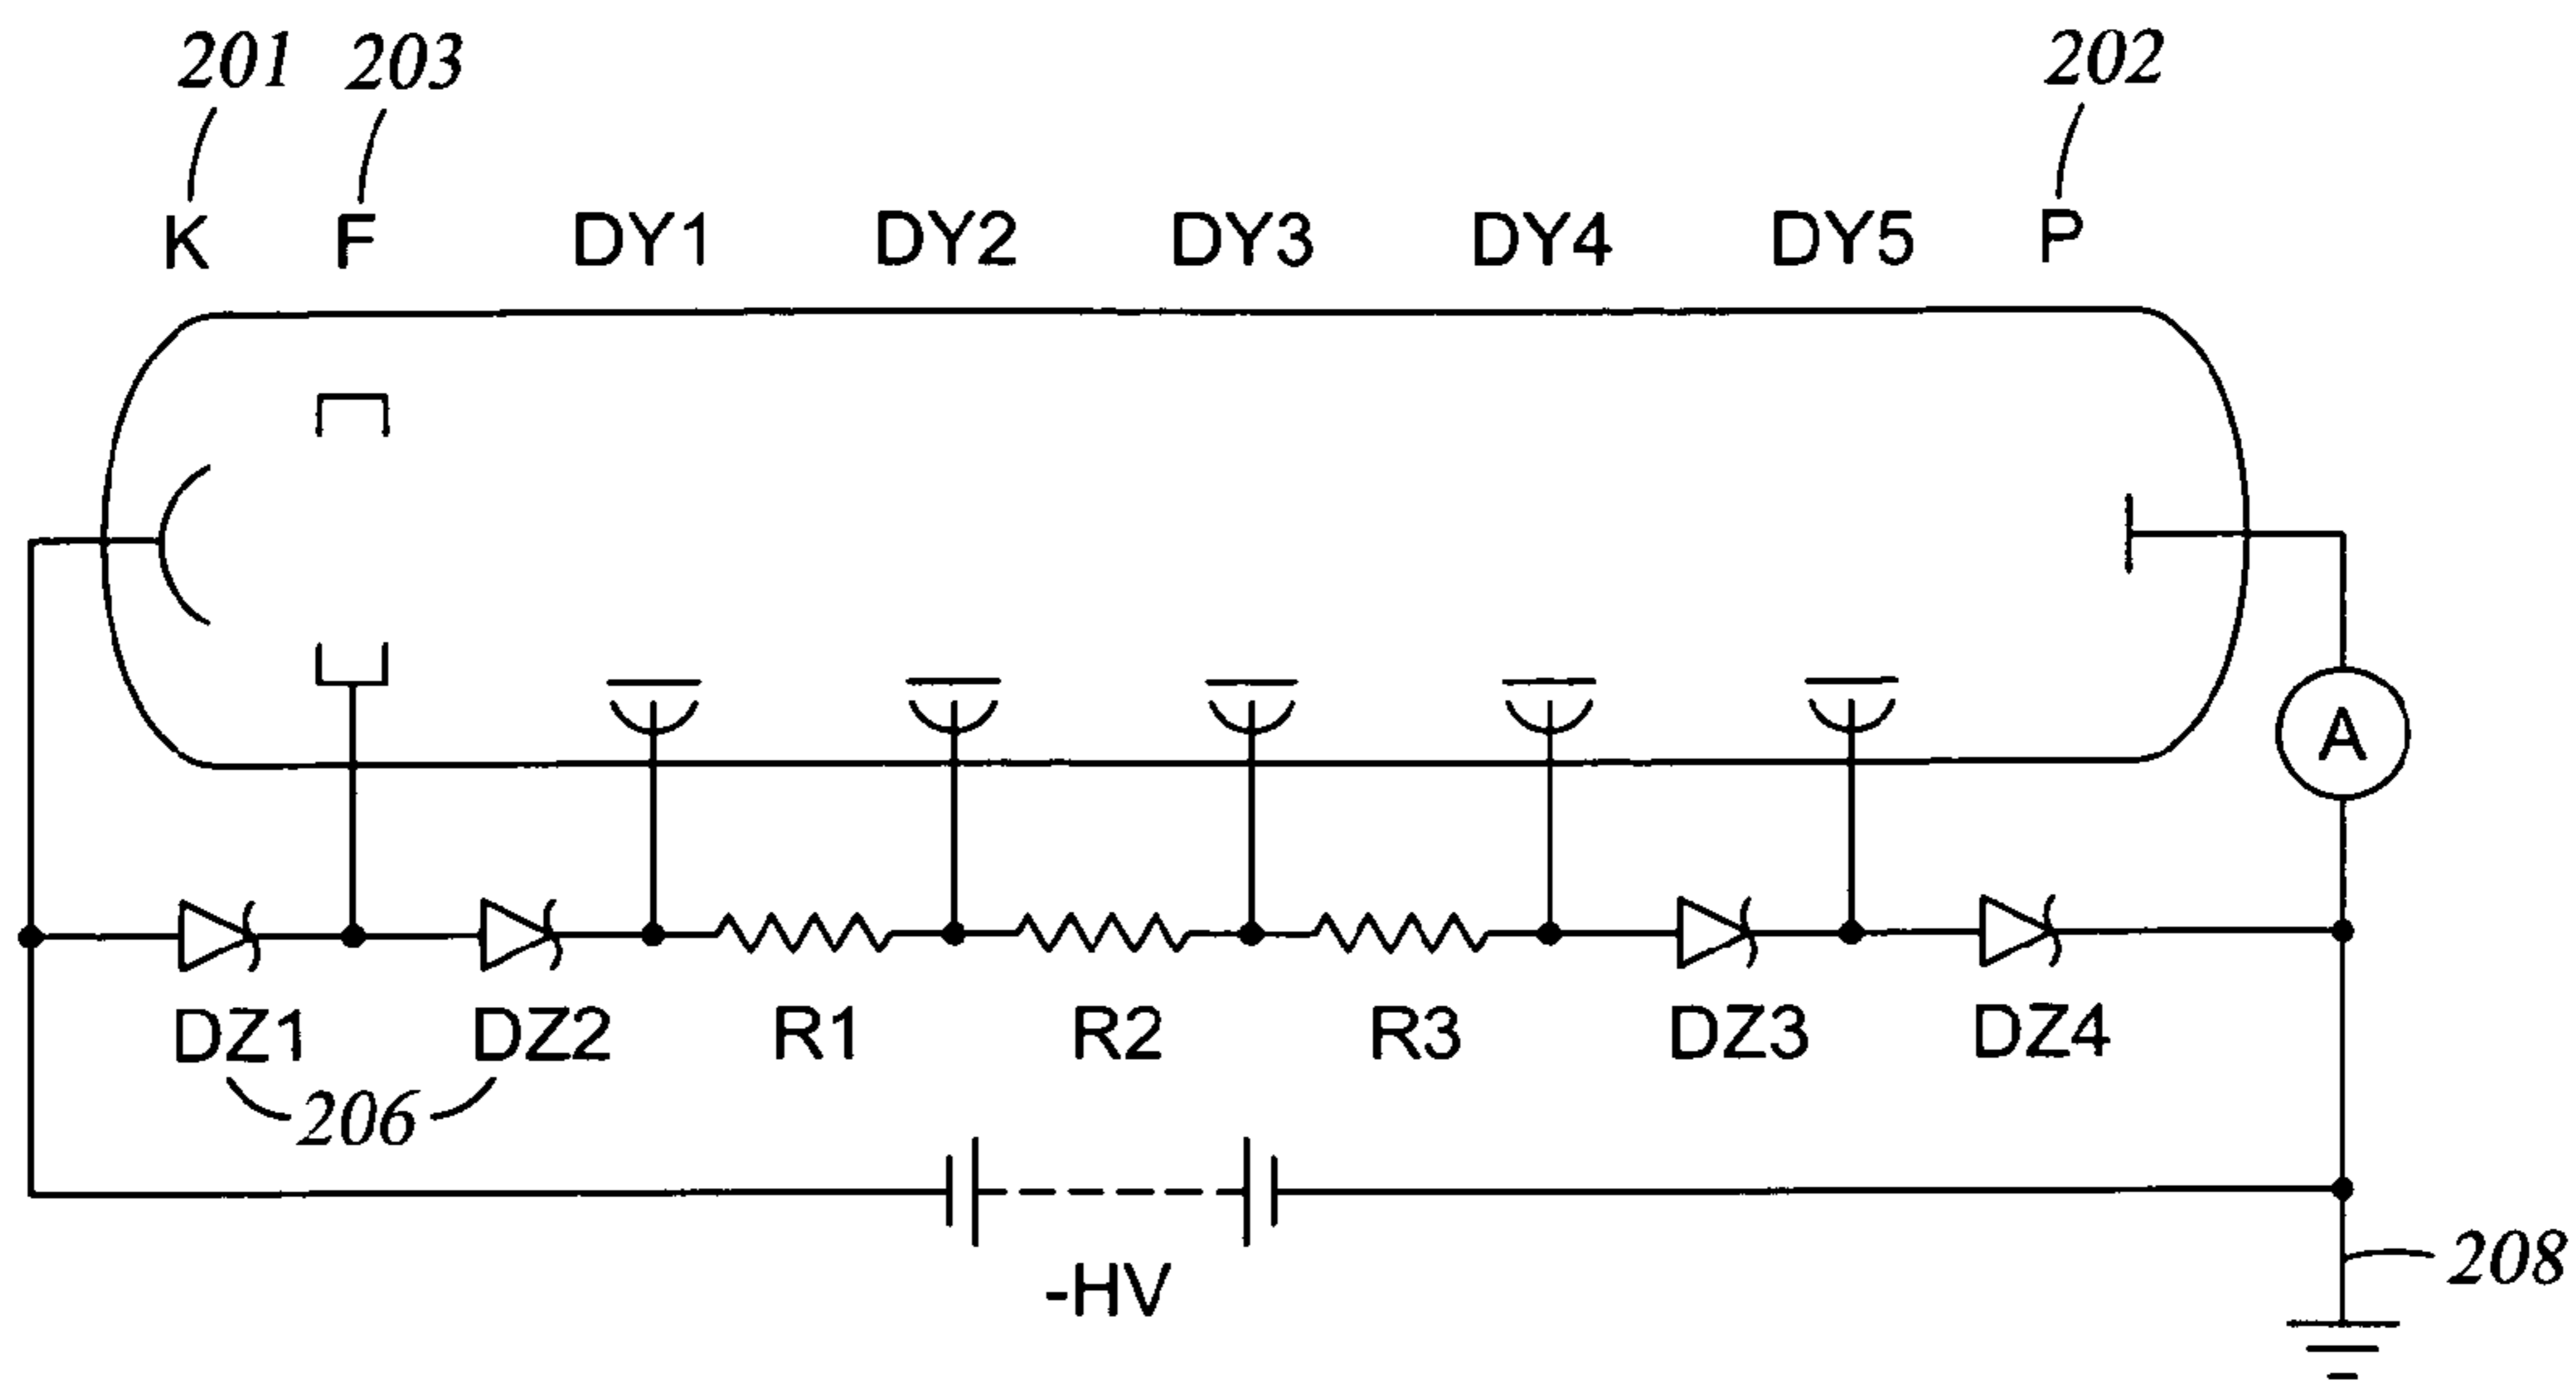 201 203 202
K F DY1 DY2 DY3 DY4 DY5 P
A
DZ1 DZ2 R1 R2 R3 DZ3 DZ4
206
-HV
208